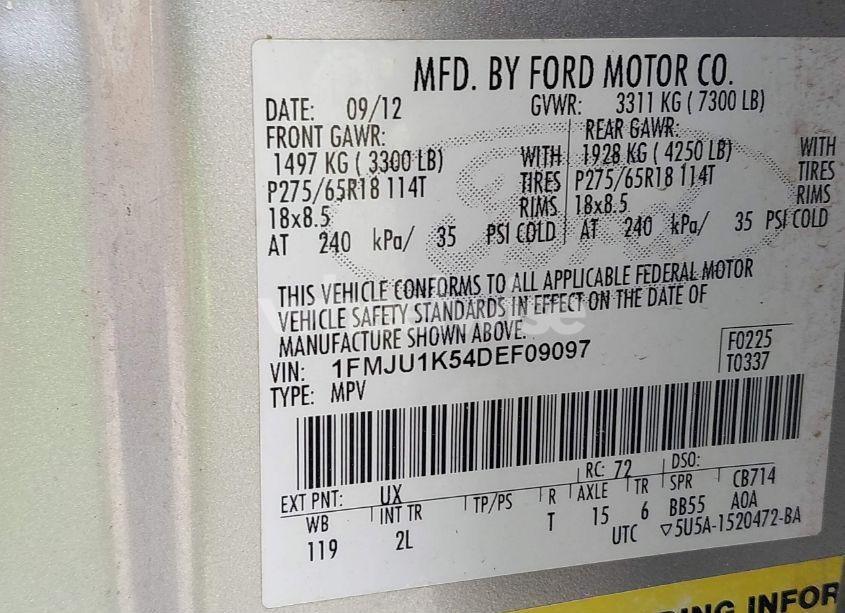 MFD. BY FORD MOTOR CO.
DATE: 09/12 GVWR: 3311 KG ( 7300 LB)
FRONT GAWR: REAR GAWR:
1497 KG ( 3300 LB) WITH 1928 KG ( 4250 LB) WITH
P275/65R18 114T TIRES P275/65R18 114T TIRES
18x8.5 RIMS 18x8.5 RIMS
AT 240 kPa/ 35 PSI COLD AT 240 kPa/ 35 PSI COLD
THIS VEHICLE CONFORMS TO ALL APPLICABLE FEDERAL MOTOR
VEHICLE SAFETY STANDARDS IN EFFECT ON THE DATE OF
MANUFACTURE SHOWN ABOVE.
VIN: 1FMJU1K54DEF09097 F0225
TYPE: MPV T0337
RC: 72 DSO:
EXT PNT: UX CB714
WB INT TR TP/PS R AXLE TR SPR A0A
119 2L T 15 6 BB55
UTC ▽5U5A-1520472-BA